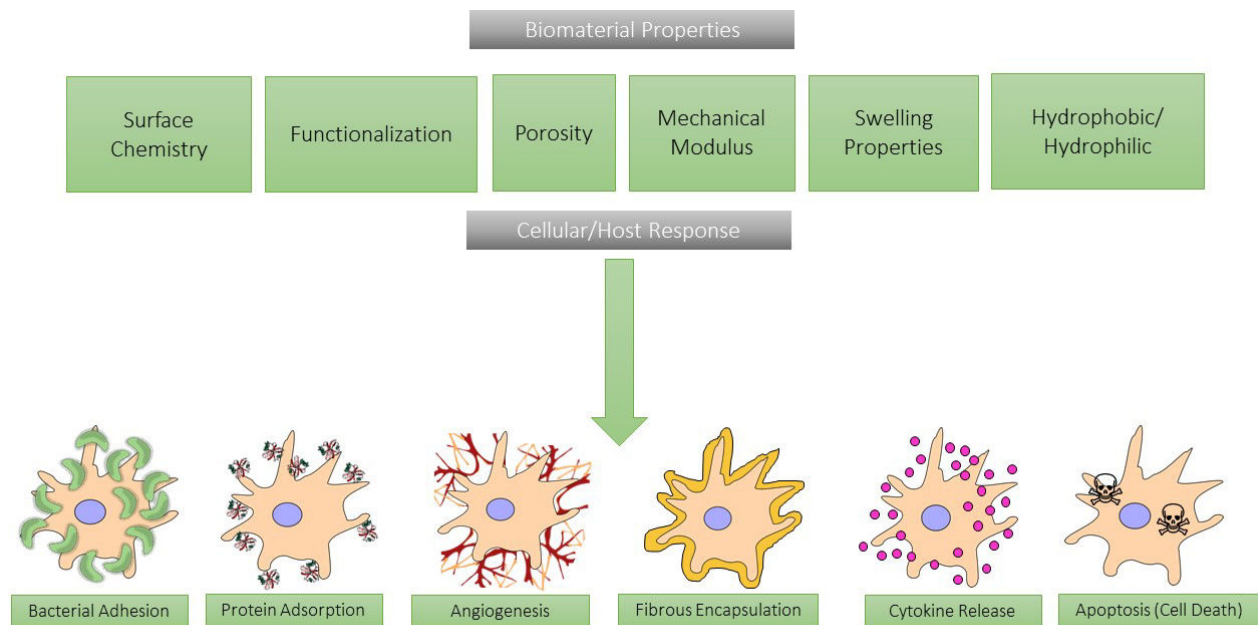 Biomaterial Properties
Surface
Chemistry
Functionalization
Porosity
Mechanical
Modulus
Swelling
Properties
Hydrophobic/
Hydrophilic
Cellular/Host Response
Bacterial Adhesion
Protein Adsorption
Angiogenesis
Fibrous Encapsulation
Cytokine Release
Apoptosis (Cell Death)